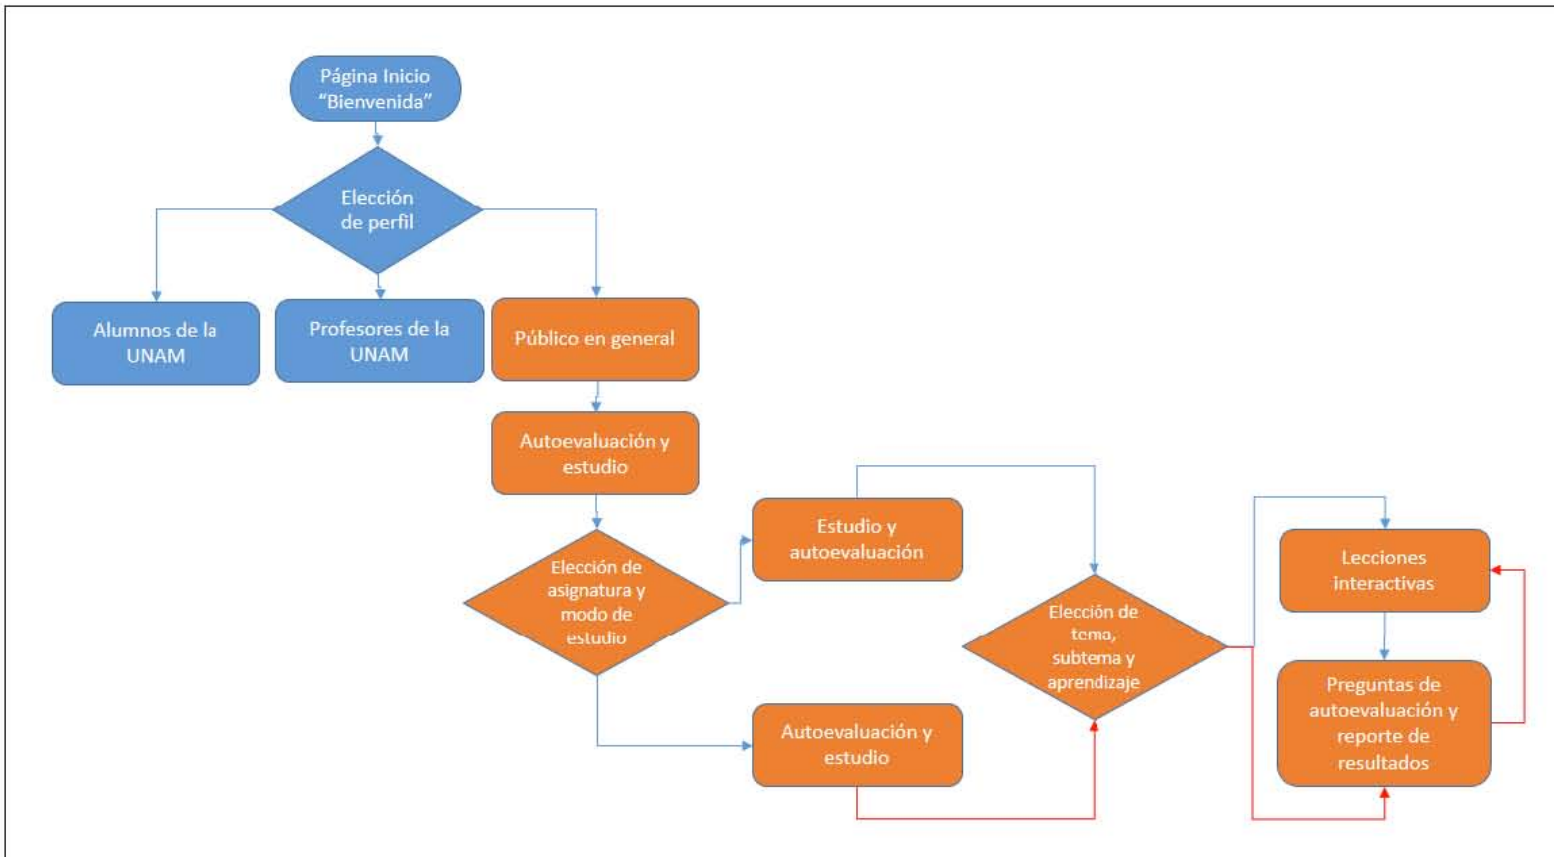 Página Inicio
“Bienvenida”
Elección
de perfil
Alumnos de la
UNAM
Profesores de la
UNAM
Público en general
Autoevaluación y
estudio
Elección de
asignatura y
modo de
estudio
Estudio y
autoevaluación
Autoevaluación y
estudio
Elección de
tema,
subtema y
aprendizaje
Lecciones
interactivas
Preguntas de
autoevaluación y
reporte de
resultados